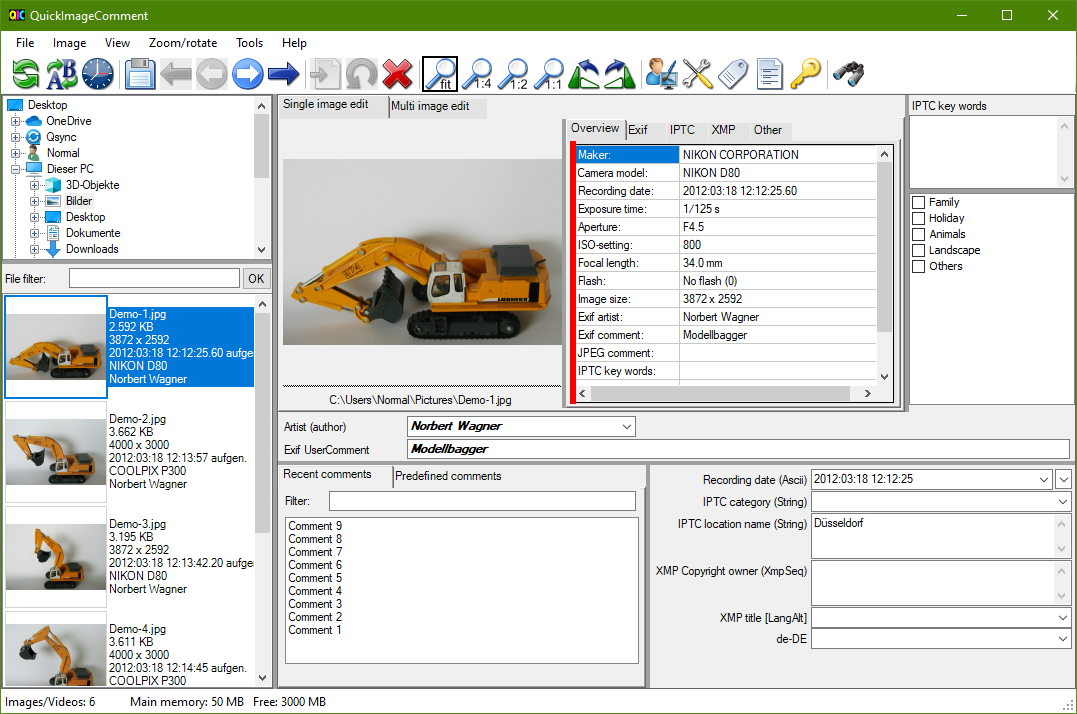 QIC QuickImageComment
File Image View Zoom/rotate Tools Help
AB fit 1:4 1:2 1:1
Desktop
OneDrive
Qsync
Normal
Dieser PC
3D-Objekte
Bilder
Desktop
Dokumente
Downloads
File filter: OK
Demo-1.jpg
2.592 KB
3872 x 2592
2012:03:18 12:12:25.60 aufge
NIKON D80
Norbert Wagner
Demo-2.jpg
3.662 KB
4000 x 3000
2012:03:18 12:13:57 aufgen.
COOLPIX P300
Norbert Wagner
Demo-3.jpg
3.195 KB
3872 x 2592
2012:03:18 12:13:42.20 aufge
NIKON D80
Norbert Wagner
Demo-4.jpg
3.611 KB
4000 x 3000
2012:03:18 12:14:45 aufgen.
COOLPIX P300
Single image edit Multi image edit
974
LIEBHERR
C:\Users\Normal\Pictures\Demo-1.jpg
Overview Exif IPTC XMP Other
Maker: NIKON CORPORATION
Camera model: NIKON D80
Recording date: 2012:03:18 12:12:25.60
Exposure time: 1/125 s
Aperture: F4.5
ISO-setting: 800
Focal length: 34.0 mm
Flash: No flash (0)
Image size: 3872 x 2592
Exif artist: Norbert Wagner
Exif comment: Modellbagger
JPEG comment:
IPTC key words:
IPTC key words
Family
Holiday
Animals
Landscape
Others
Artist (author) Norbert Wagner
Exif UserComment Modellbagger
Recent comments Predefined comments
Filter:
Comment 9
Comment 8
Comment 7
Comment 6
Comment 5
Comment 4
Comment 3
Comment 2
Comment 1
Recording date (Ascii) 2012:03:18 12:12:25
IPTC category (String)
IPTC location name (String) Düsseldorf
XMP Copyright owner (XmpSeq)
XMP title [LangAlt]
de-DE
Images/Videos: 6 Main memory: 50 MB Free: 3000 MB